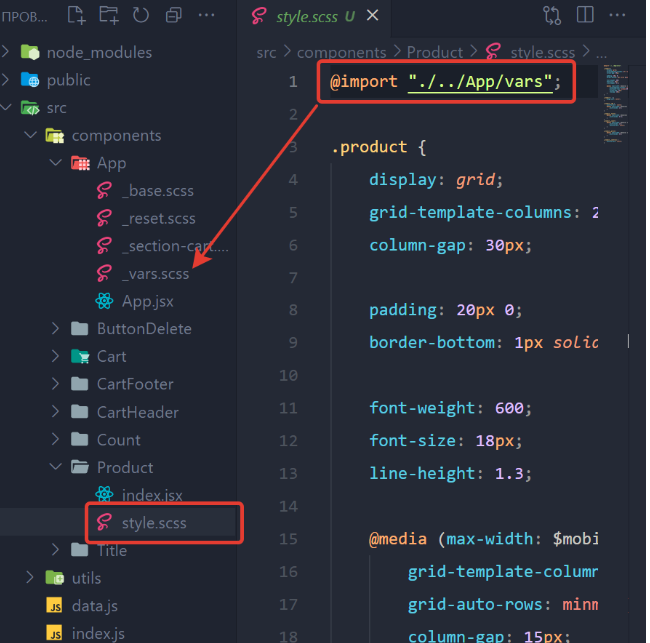 ПРОВ...
node_modules
public
src
components
App
_base.scss
_reset.scss
_section-cart....
_vars.scss
App.jsx
ButtonDelete
Cart
CartFooter
CartHeader
Count
Product
index.jsx
style.scss
Title
utils
JS data.js
JS index.js
style.scss U
src > components > Product > style.scss > ...
1 @import "./../App/vars";
2
3 .product {
4 display: grid;
5 grid-template-columns: 2
6 column-gap: 30px;
7
8 padding: 20px 0;
9 border-bottom: 1px solid
10
11 font-weight: 600;
12 font-size: 18px;
13 line-height: 1.3;
14
15 @media (max-width: $mobi
16 grid-template-column
17 grid-auto-rows: minm
18 column-gap: 15px;